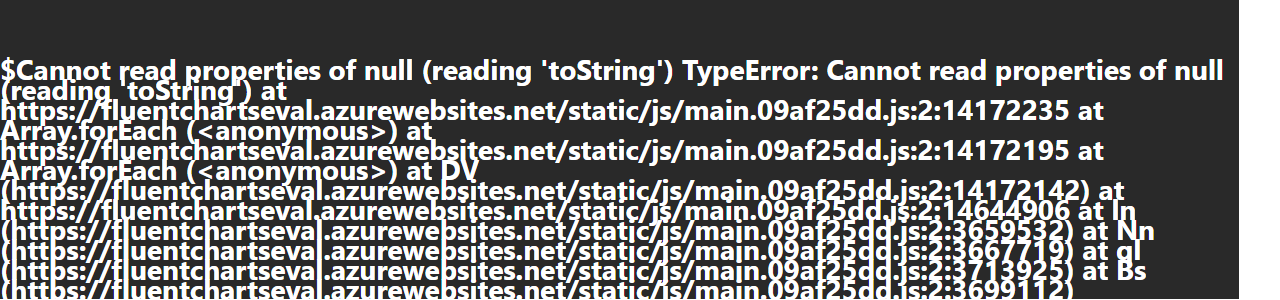 $Cannot read properties of null (reading 'toString') TypeError: Cannot read properties of null
(reading 'toString') at
https://fluentchartseval.azurewebsites.net/static/js/main.09af25dd.js:2:14172235 at
Array.forEach (<anonymous>) at
https://fluentchartseval.azurewebsites.net/static/js/main.09af25dd.js:2:14172195 at
Array.forEach (<anonymous>) at DV
(https://fluentchartseval.azurewebsites.net/static/js/main.09af25dd.js:2:14172142) at
https://fluentchartseval.azurewebsites.net/static/js/main.09af25dd.js:2:14644906 at ln
(https://fluentchartseval.azurewebsites.net/static/js/main.09af25dd.js:2:3659532) at Nn
(https://fluentchartseval.azurewebsites.net/static/js/main.09af25dd.js:2:3667719) at gl
(https://fluentchartseval.azurewebsites.net/static/js/main.09af25dd.js:2:3713925) at Bs
(https://fluentchartseval.azurewebsites.net/static/js/main.09af25dd.js:2:3699112)